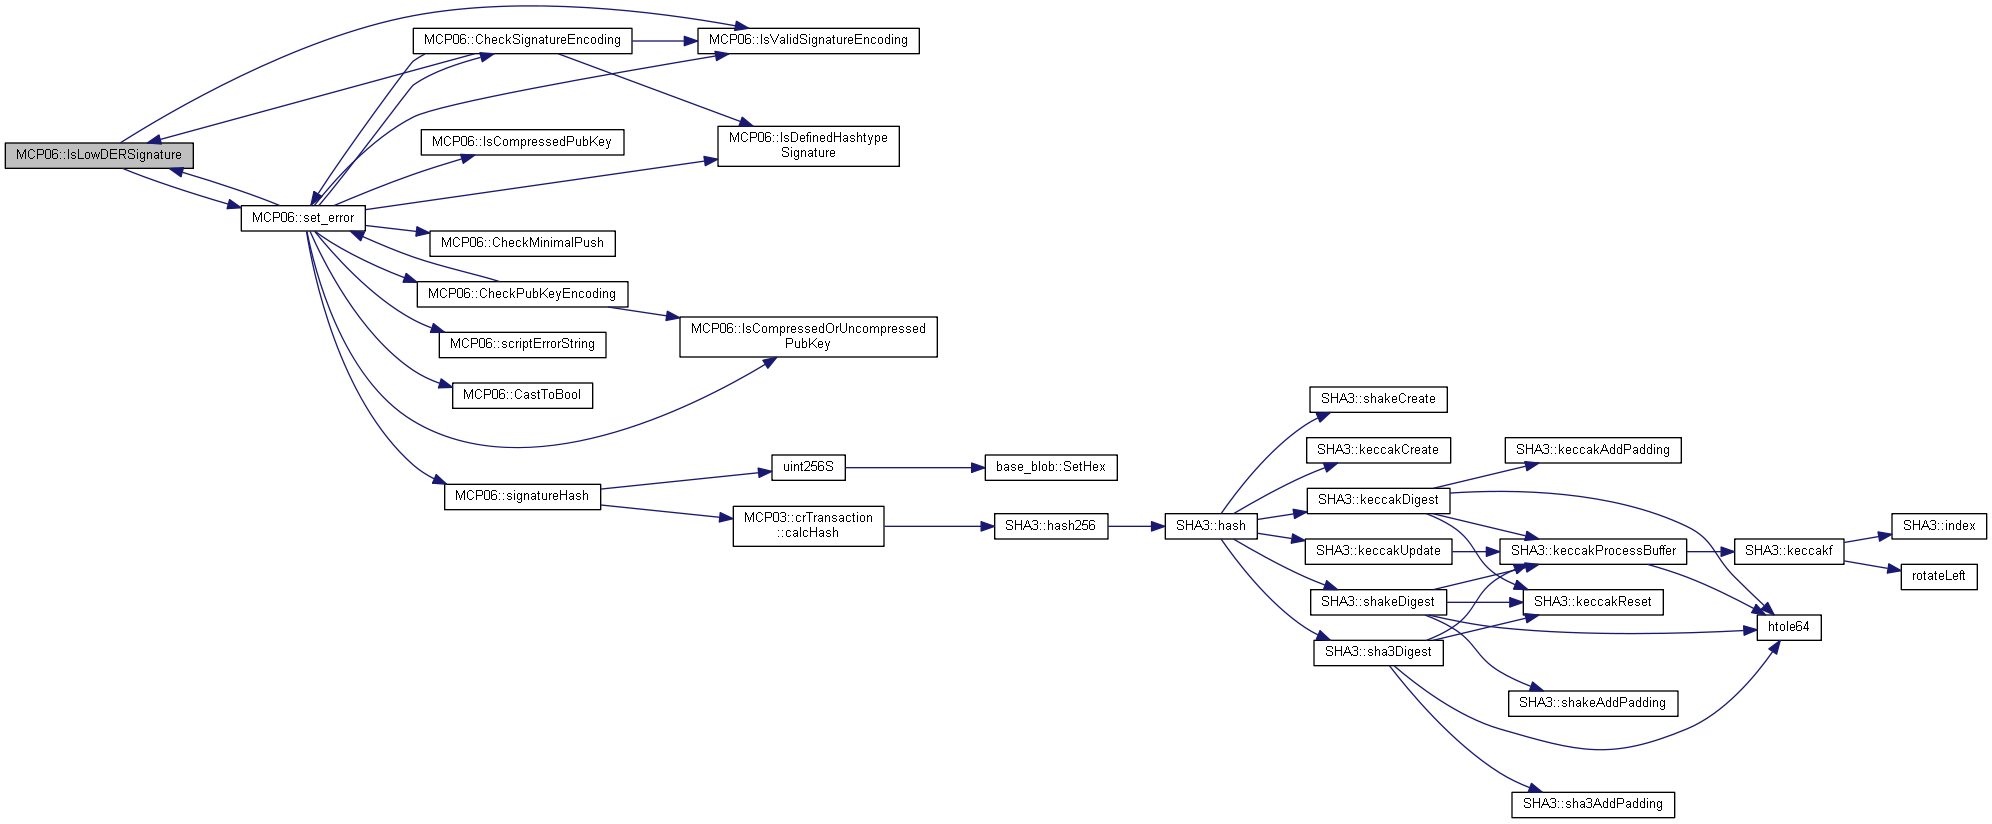 MCP06::IsLowDERSignature
MCP06::set_error
MCP06::CheckSignatureEncoding
MCP06::IsCompressedPubKey
MCP06::CheckMinimalPush
MCP06::CheckPubKeyEncoding
MCP06::scriptErrorString
MCP06::CastToBool
MCP06::signatureHash
MCP06::IsValidSignatureEncoding
MCP06::IsDefinedHashtype
Signature
MCP06::IsCompressedOrUncompressed
PubKey
uint256S
MCP03::crTransaction
::calcHash
base_blob::SetHex
SHA3::hash256
SHA3::hash
SHA3::shakeCreate
SHA3::keccakCreate
SHA3::keccakDigest
SHA3::keccakUpdate
SHA3::shakeDigest
SHA3::sha3Digest
SHA3::keccakAddPadding
SHA3::keccakProcessBuffer
SHA3::keccakReset
SHA3::shakeAddPadding
SHA3::sha3AddPadding
SHA3::keccakf
htole64
SHA3::index
rotateLeft